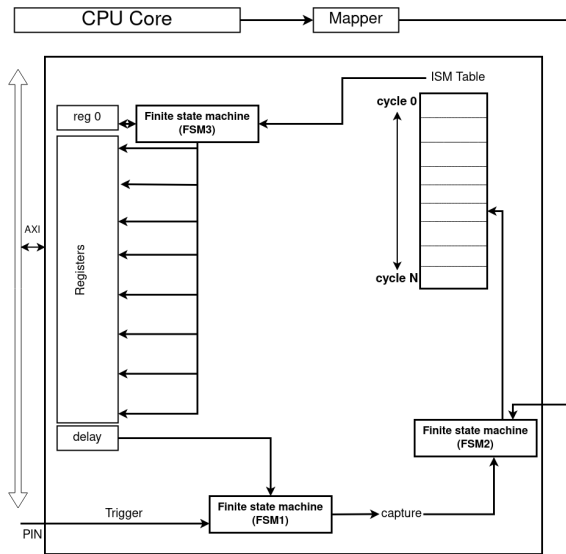 CPU Core
Mapper
ISM Table
cycle 0
reg 0
Finite state machine
(FSM3)
AXI
Registers
cycle N
delay
Finite state machine
(FSM2)
Trigger
Finite state machine
(FSM1)
capture
PIN